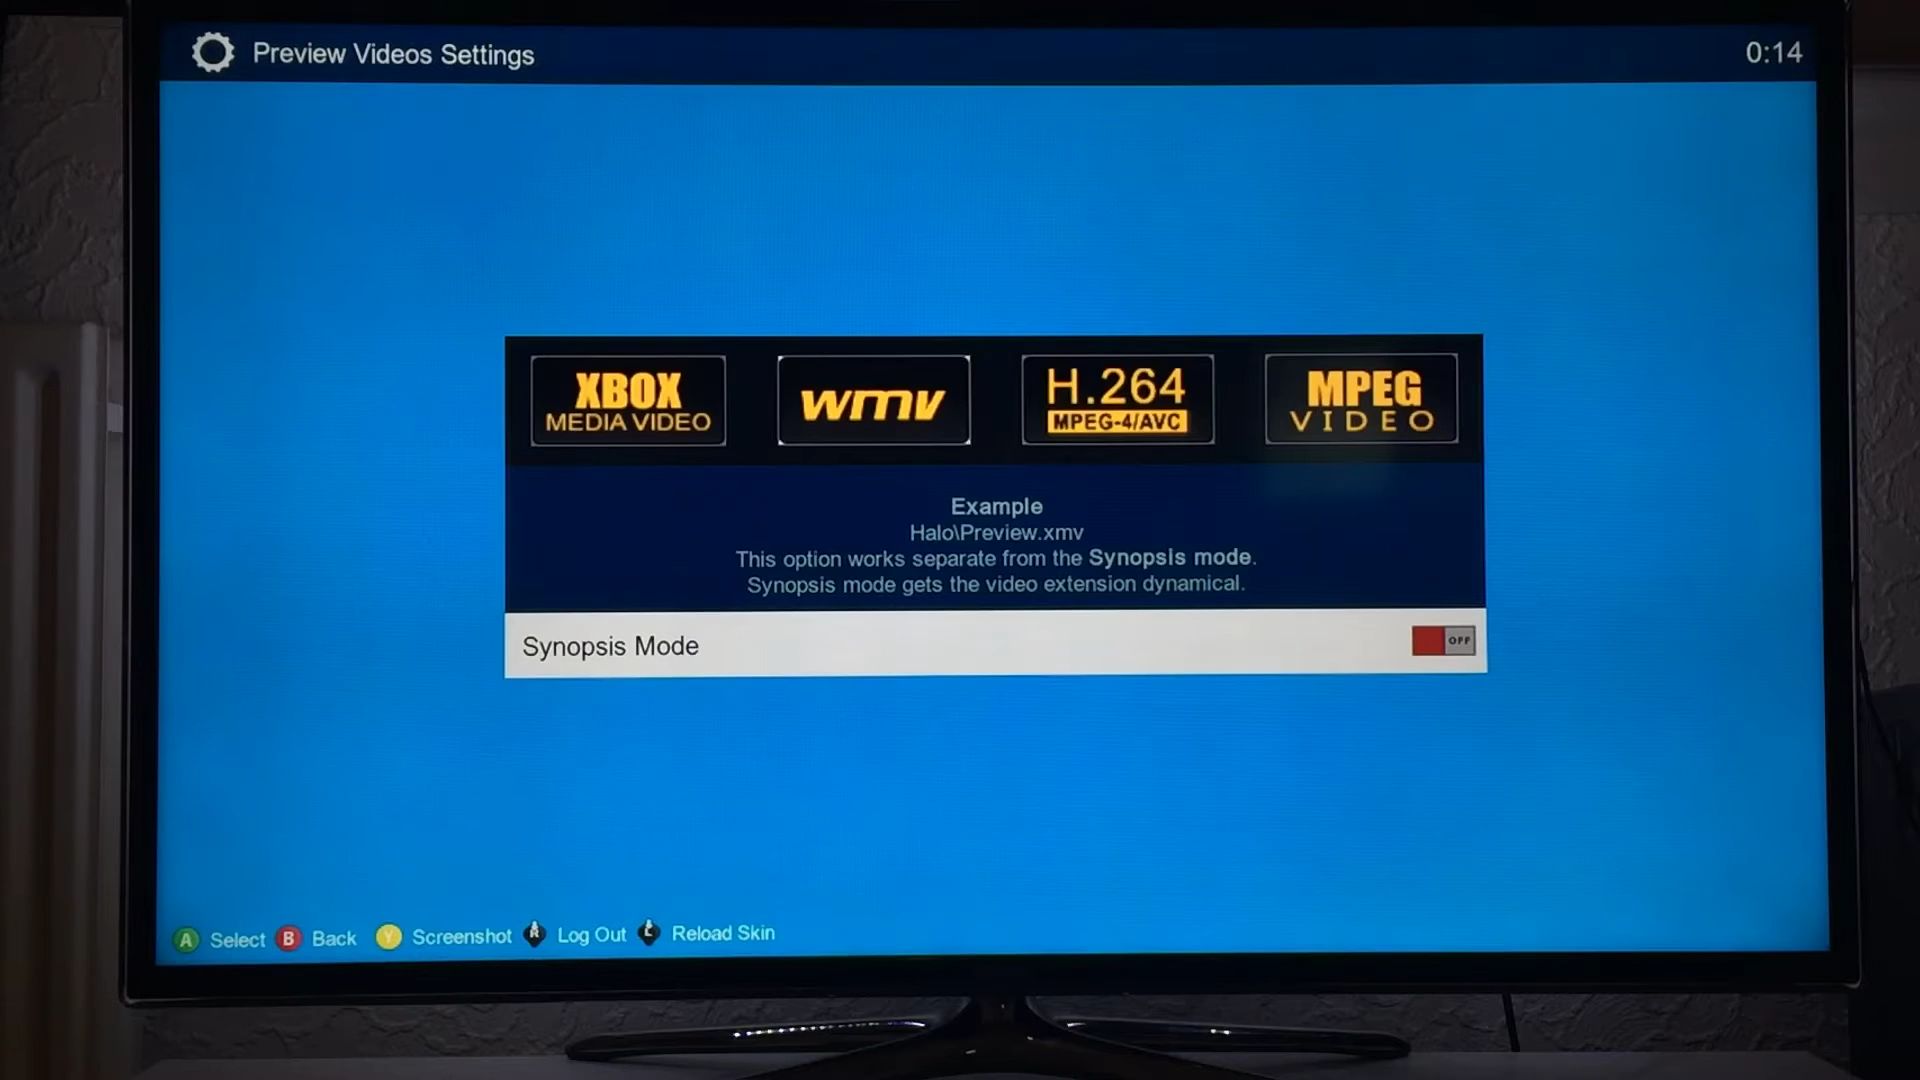 Preview Videos Settings
0:14
XBOX
MEDIA VIDEO
wmv
H.264
MPEG-4/AVC
MPEG
VIDEO
Example
Halo\Preview.xmv
This option works separate from the Synopsis mode.
Synopsis mode gets the video extension dynamical.
Synopsis Mode
OFF
A Select B Back Y Screenshot R Log Out L Reload Skin